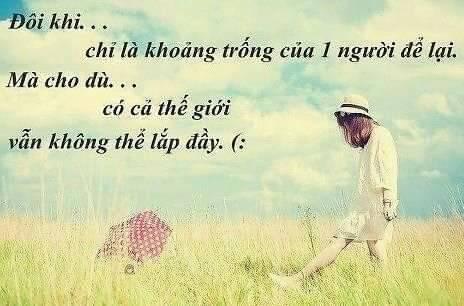 Đôi khi. . .
chỉ là khoảng trống của 1 người để lại.
Mà cho dù. . .
có cả thế giới
vẫn không thể lắp đầy. (: